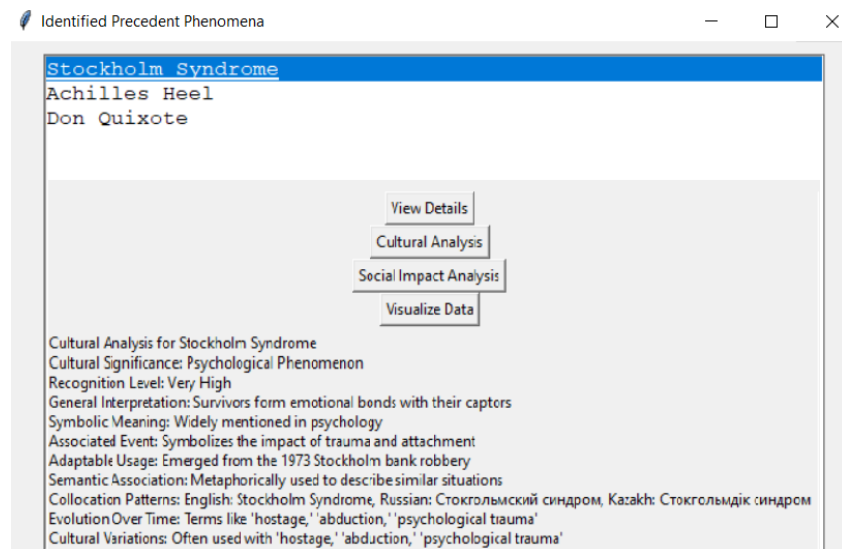 Identified Precedent Phenomena
Stockholm Syndrome
Achilles Heel
Don Quixote
View Details
Cultural Analysis
Social Impact Analysis
Visualize Data
Cultural Analysis for Stockholm Syndrome
Cultural Significance: Psychological Phenomenon
Recognition Level: Very High
General Interpretation: Survivors form emotional bonds with their captors
Symbolic Meaning: Widely mentioned in psychology
Associated Event: Symbolizes the impact of trauma and attachment
Adaptable Usage: Emerged from the 1973 Stockholm bank robbery
Semantic Association: Metaphorically used to describe similar situations
Collocation Patterns: English: Stockholm Syndrome, Russian: Стокгольмский синдром, Kazakh: Стокгольмдік синдром
Evolution Over Time: Terms like 'hostage,' 'abduction,' 'psychological trauma'
Cultural Variations: Often used with 'hostage,' 'abduction,' 'psychological trauma'